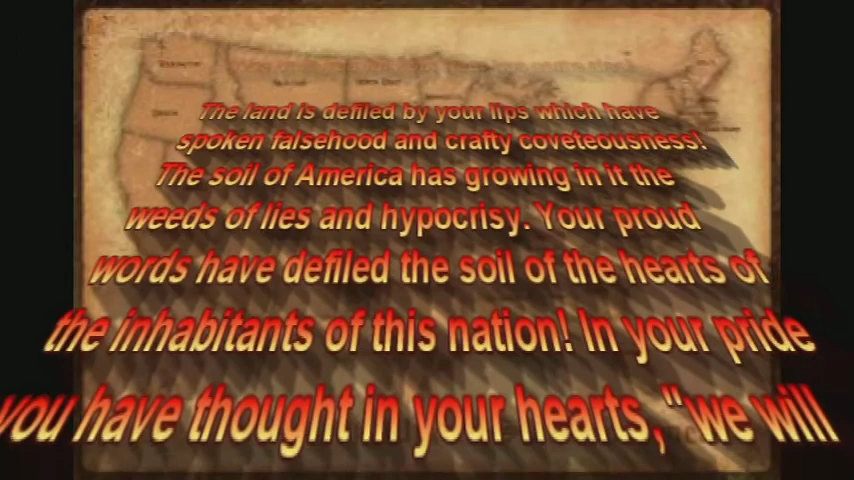 The land is defiled by your lips which have
spoken falsehood and crafty coveteousness!
The soil of America has growing in it the
weeds of lies and hypocrisy. Your proud
words have defiled the soil of the hearts of
the inhabitants of this nation! In your pride
you have thought in your hearts,"we will